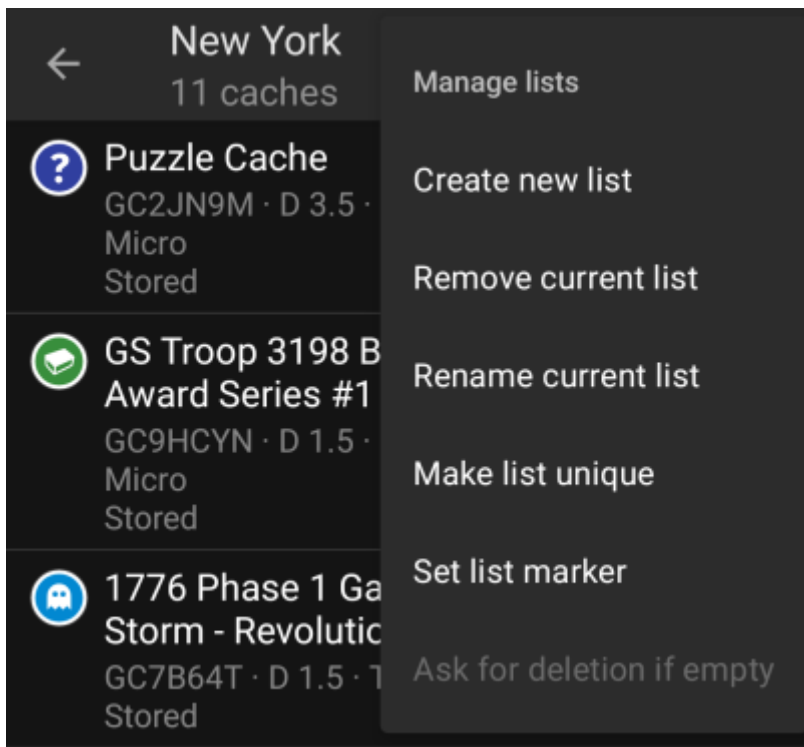 New York
11 caches
Puzzle Cache
GC2JN9M · D 3.5 ·
Micro
Stored
GS Troop 3198 B
Award Series #1
GC9HCYN · D 1.5 ·
Micro
Stored
1776 Phase 1 Ga
Storm - Revolutio
GC7B64T · D 1.5 · T
Stored
Manage lists
Create new list
Remove current list
Rename current list
Make list unique
Set list marker
Ask for deletion if empty